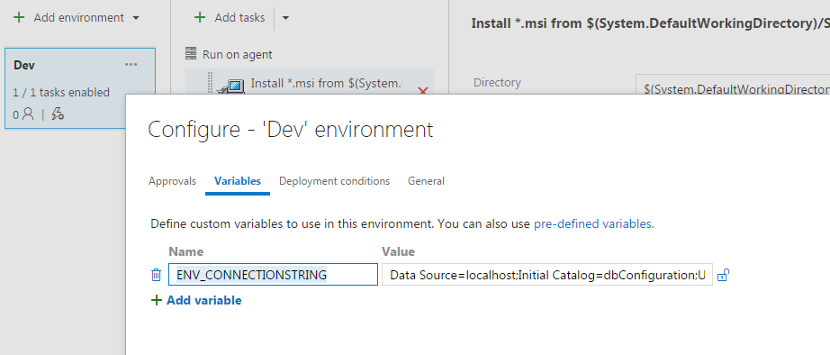 + Add environment
+ Add tasks
Install *.msi from $(System.DefaultWorkingDirectory)/S
Dev ...
Run on agent
1 / 1 tasks enabled
Install *.msi from $(System.
Directory
$(System.DefaultWorkingDirector
0
Configure - 'Dev' environment
Approvals Variables Deployment conditions General
Define custom variables to use in this environment. You can also use pre-defined variables.
Name Value
ENV_CONNECTIONSTRING Data Source=localhost;Initial Catalog=dbConfiguration;U
+ Add variable